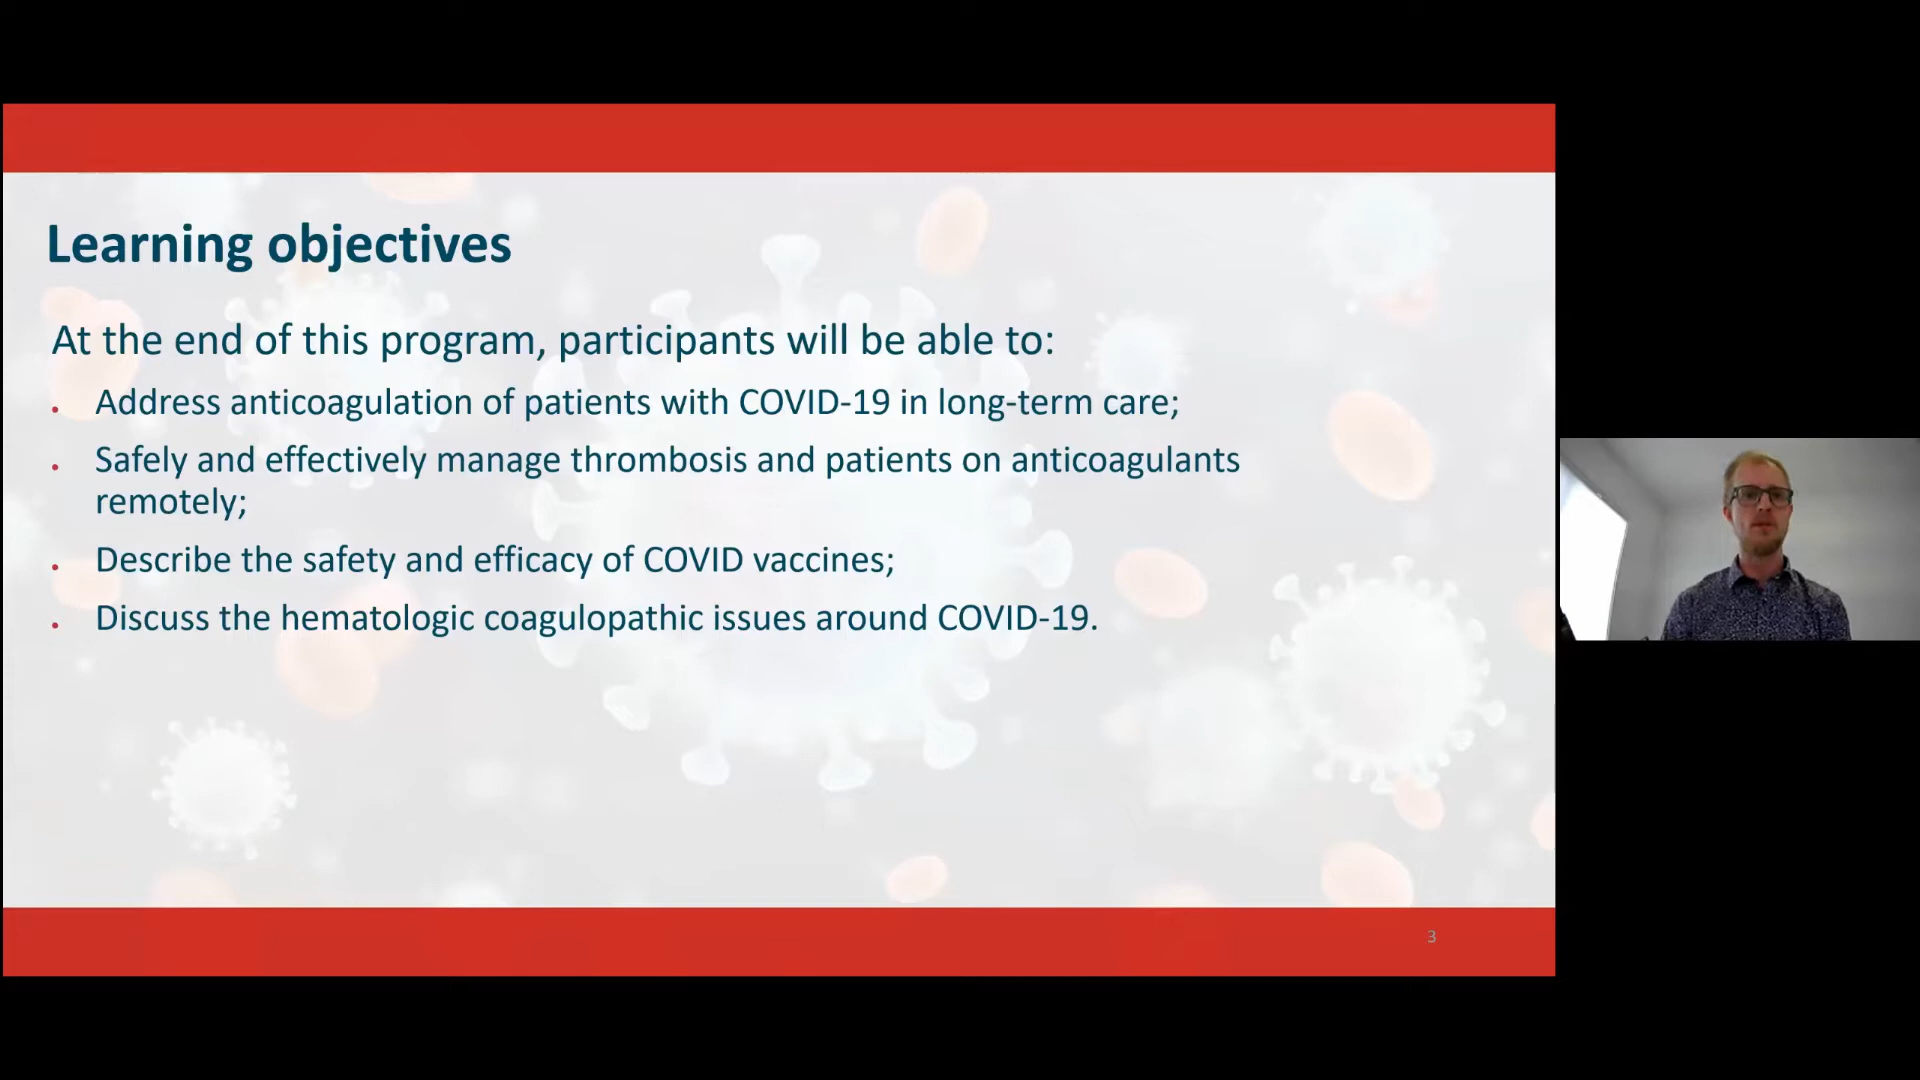 Learning objectives
At the end of this program, participants will be able to:
• Address anticoagulation of patients with COVID-19 in long-term care;
• Safely and effectively manage thrombosis and patients on anticoagulants
remotely;
• Describe the safety and efficacy of COVID vaccines;
• Discuss the hematologic coagulopathic issues around COVID-19.
3